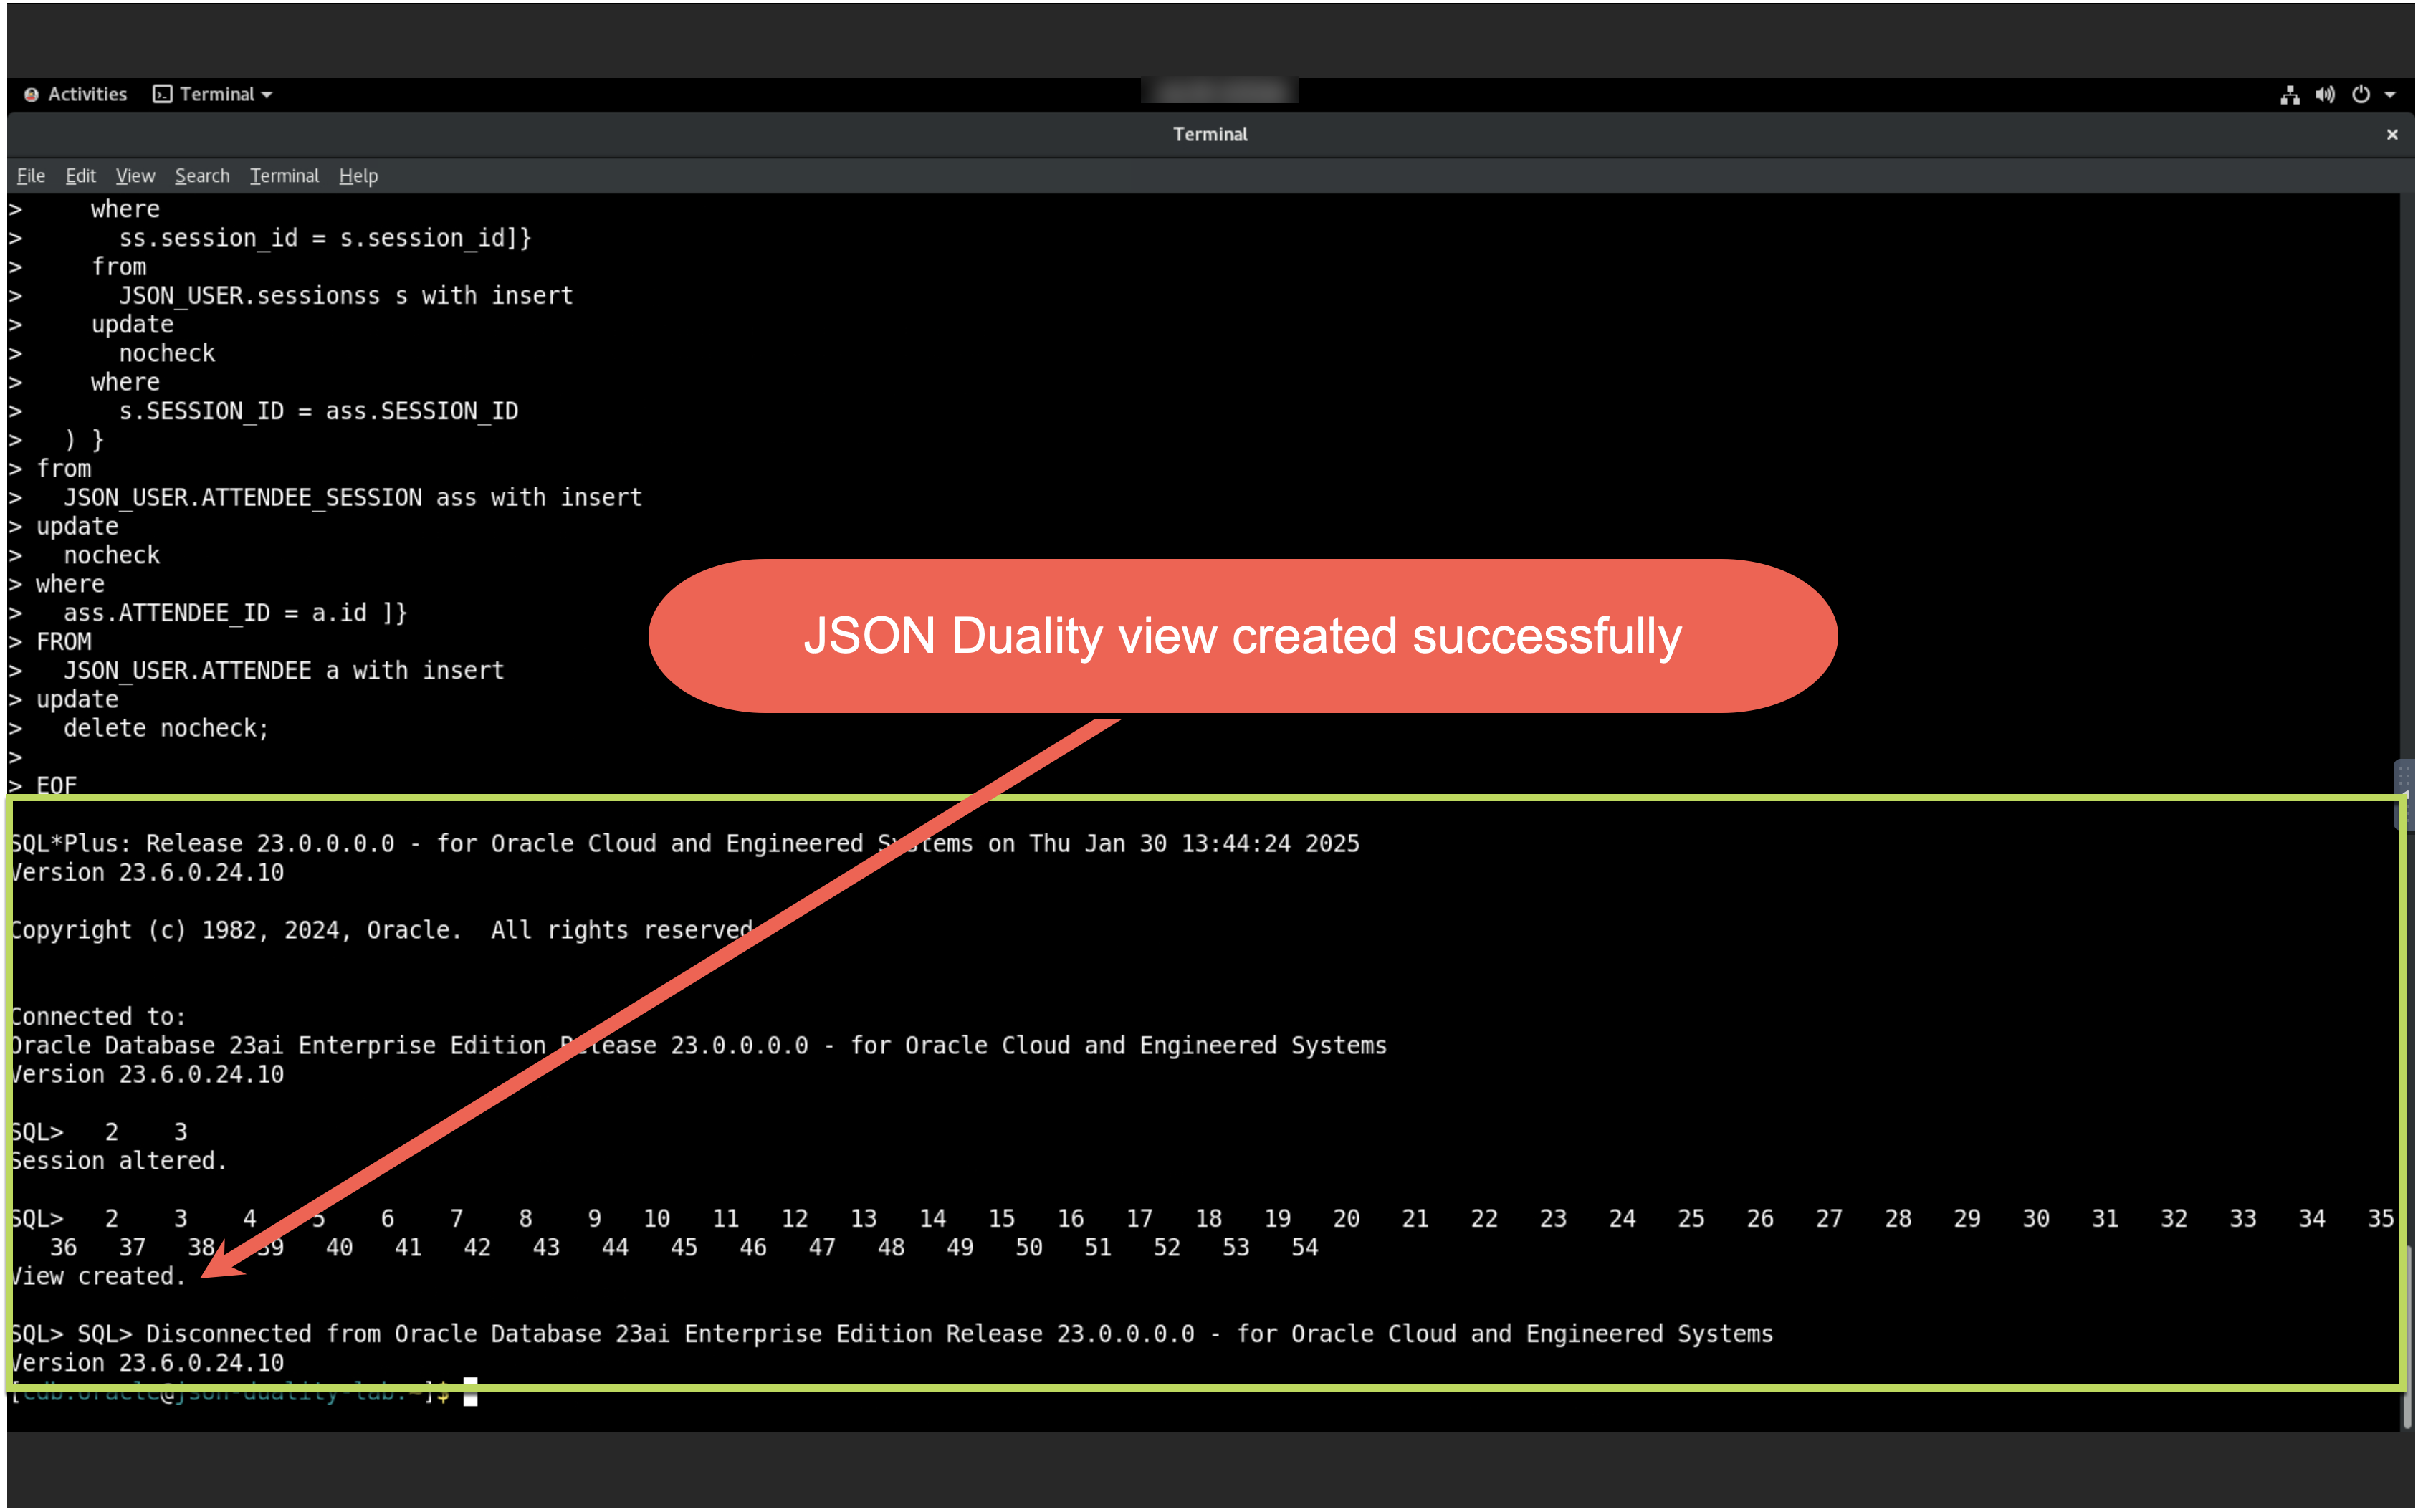 Activities Terminal
Terminal ×
File Edit View Search Terminal Help
>     where
>       ss.session_id = s.session_id]}
>     from
>       JSON_USER.sessionss s with insert
>     update
>       nocheck
>     where
>       s.SESSION_ID = ass.SESSION_ID
>   ) }
> from
>   JSON_USER.ATTENDEE_SESSION ass with insert
> update
>   nocheck
> where
>   ass.ATTENDEE_ID = a.id ]}
> FROM
>   JSON_USER.ATTENDEE a with insert
> update
>   delete nocheck;
>
> EOF
JSON Duality view created successfully
SQL*Plus: Release 23.0.0.0.0 - for Oracle Cloud and Engineered Systems on Thu Jan 30 13:44:24 2025
Version 23.6.0.24.10
Copyright (c) 1982, 2024, Oracle.  All rights reserved
Connected to:
Oracle Database 23ai Enterprise Edition Release 23.0.0.0.0 - for Oracle Cloud and Engineered Systems
Version 23.6.0.24.10
SQL>   2    3
Session altered.
SQL>   2    3    4    5    6    7    8    9   10   11   12   13   14   15   16   17   18   19   20   21   22   23   24   25   26   27   28   29   30   31   32   33   34   35
36   37   38   39   40   41   42   43   44   45   46   47   48   49   50   51   52   53   54
View created.
SQL> SQL> Disconnected from Oracle Database 23ai Enterprise Edition Release 23.0.0.0.0 - for Oracle Cloud and Engineered Systems
Version 23.6.0.24.10
[cdb:oracle@json-duality-lab:~]$